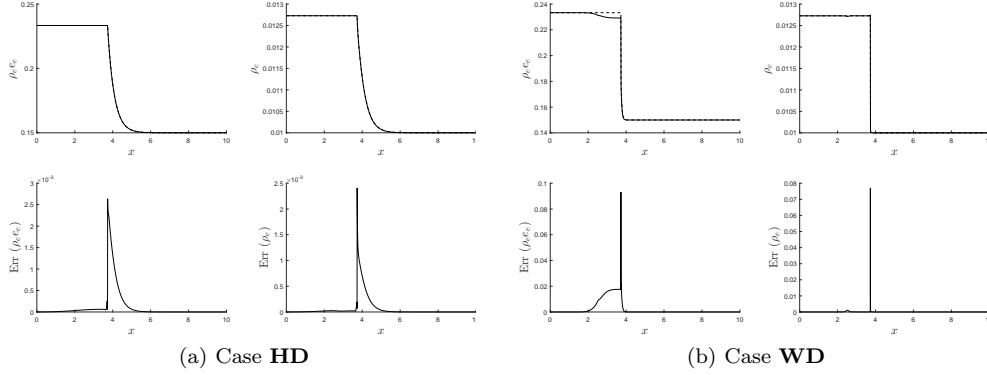 0.25
0.2
0.15
ρ_e e_e
0 2 4 6 8 10
x
0.013
0.0125
0.012
0.0115
0.011
0.0105
0.01
ρ_e
0 2 4 6 8 1
x
0.24
0.22
0.2
0.18
0.16
0.14
ρ_e e_e
0 2 4 6 8 10
x
0.013
0.0125
0.012
0.0115
0.011
0.0105
0.01
ρ_e
0 2 4 6 8 1
x
×10⁻³
3
2.5
2
1.5
1
0.5
0
Err (ρ_e e_e)
0 2 4 6 8 10
x
×10⁻³
2.5
2
1.5
1
0.5
0
Err (ρ_e)
0 2 4 6 8 1
x
0.1
0.08
0.06
0.04
0.02
0
Err (ρ_e e_e)
0 2 4 6 8 10
x
0.08
0.07
0.06
0.05
0.04
0.03
0.02
0.01
0
Err (ρ_e)
0 2 4 6 8 1
x
(a) Case HD
(b) Case WD